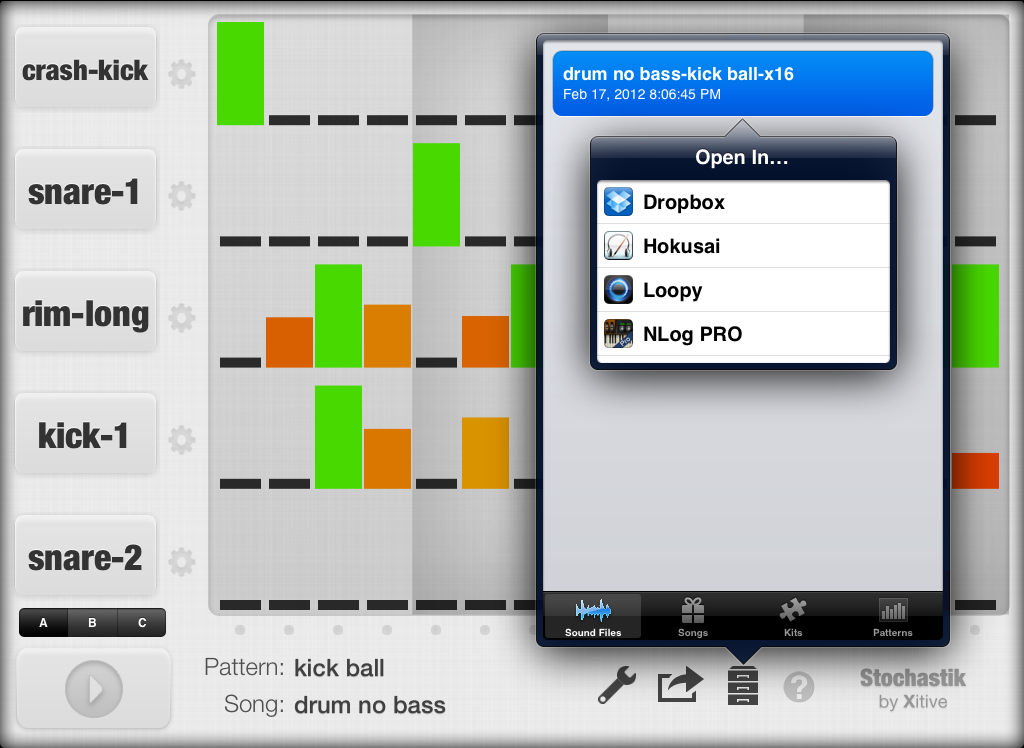 crash-kick
snare-1
rim-long
kick-1
snare-2
A B C
drum no bass-kick ball-x16
Feb 17, 2012 8:06:45 PM
Open In...
Dropbox
Hokusai
Loopy
NLog PRO
Sound Files Songs Kits Patterns
Pattern: kick ball
Song: drum no bass
?
Stochastik
by Xitive